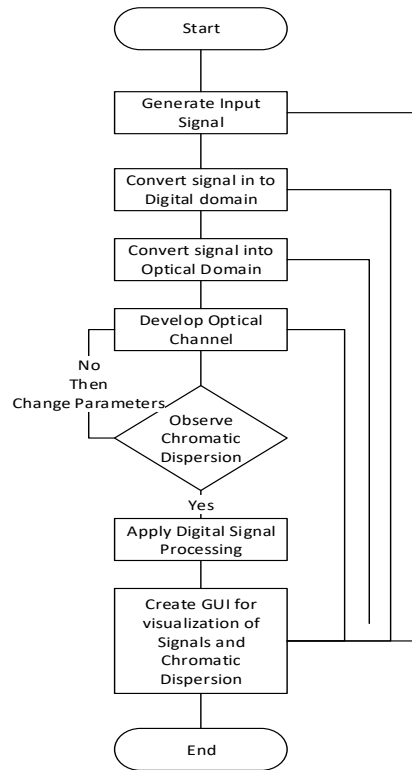 Start
Generate Input
Signal
Convert signal in to
Digital domain
Convert signal into
Optical Domain
Develop Optical
Channel
No
Then
Change Parameters
Observe
Chromatic
Dispersion
Yes
Apply Digital Signal
Processing
Create GUI for
visualization of
Signals and
Chromatic
Dispersion
End